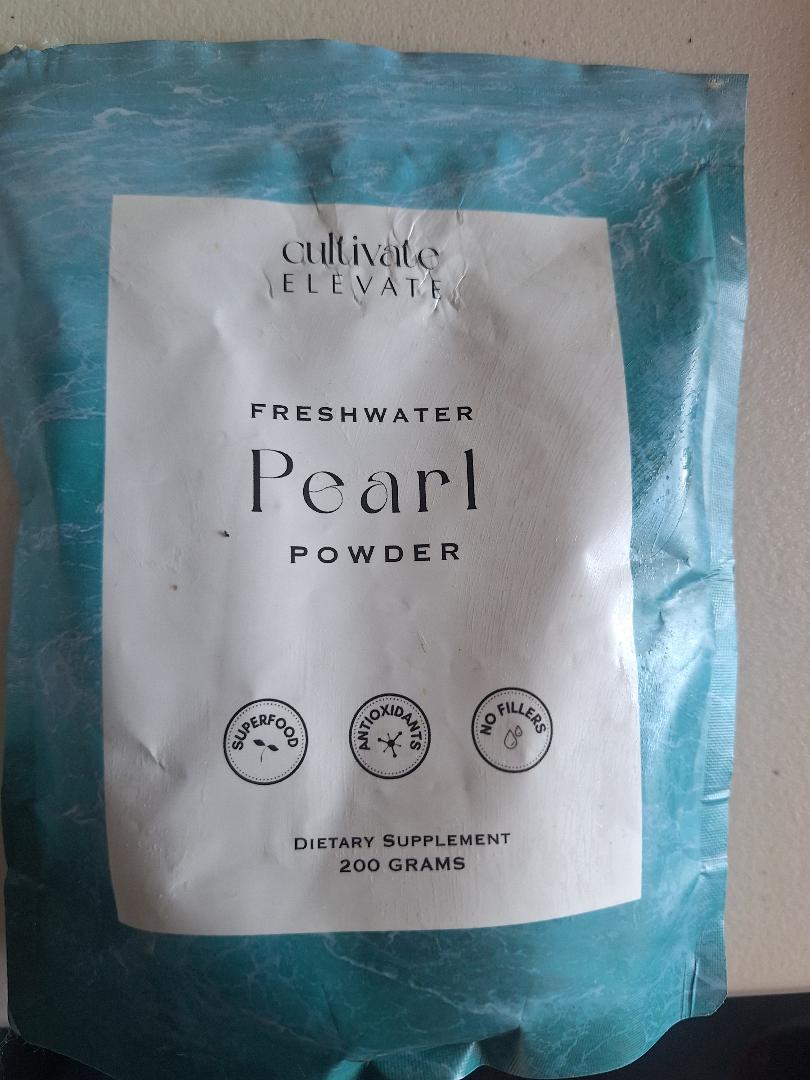 cultivate
ELEVATE
FRESHWATER
Pearl
POWDER
SUPERFOOD
ANTIOXIDANTS
NO FILLERS
DIETARY SUPPLEMENT
200 GRAMS